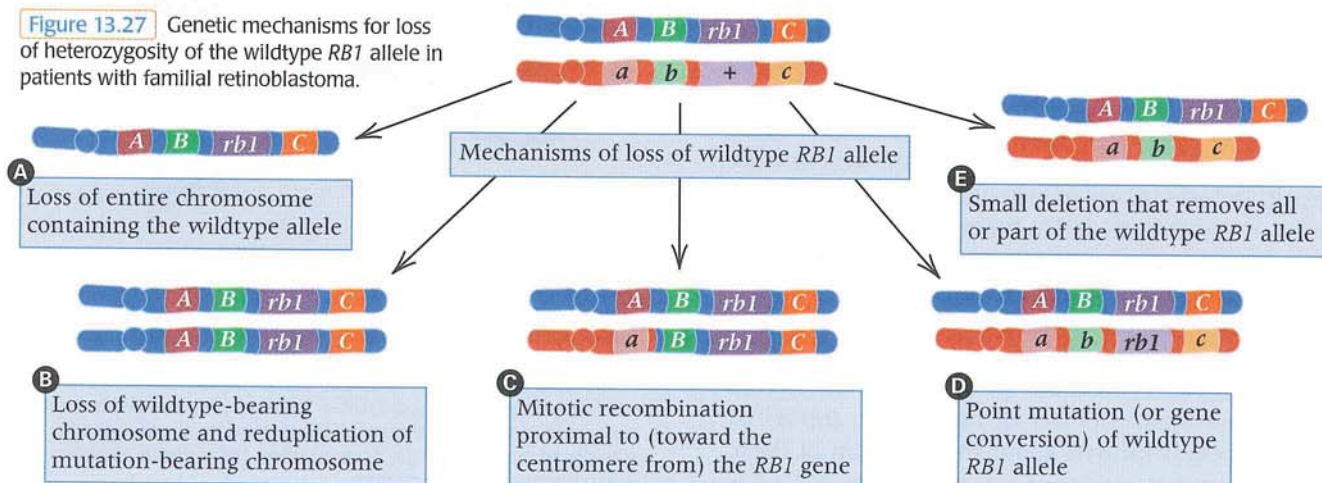 Figure 13.27 Genetic mechanisms for loss
of heterozygosity of the wildtype RB1 allele in
patients with familial retinoblastoma.
A B rb1 C
a b + c
Mechanisms of loss of wildtype RB1 allele
A B rb1 C
A
Loss of entire chromosome
containing the wildtype allele
A B rb1 C
A B rb1 C
B
Loss of wildtype-bearing
chromosome and reduplication of
mutation-bearing chromosome
A B rb1 C
a B rb1 C
C
Mitotic recombination
proximal to (toward the
centromere from) the RB1 gene
A B rb1 C
a b rb1 c
D
Point mutation (or gene
conversion) of wildtype
RB1 allele
A B rb1 C
a b c
E
Small deletion that removes all
or part of the wildtype RB1 allele